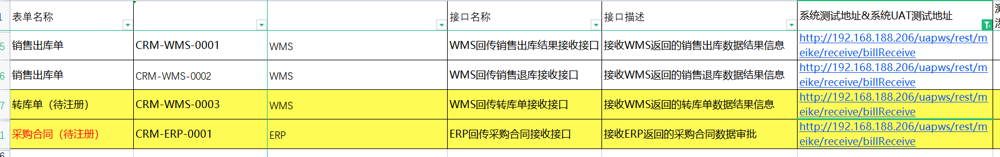 1 表单名称 接口名称 接口描述 系统测试地址&系统UAT测试地址
5 销售出库单 CRM-WMS-0001 WMS WMS回传销售出库结果接收接口 接收WMS返回的销售出库数据结果信息 http://192.168.188.206/uapws/rest/m
eike/receive/billReceive
6 销售出库单 CRM-WMS-0002 WMS WMS回传销售退库接收接口 接收WMS返回的销售退库数据结果信息 http://192.168.188.206/uapws/rest/m
eike/receive/billReceive
7 转库单（待注册） CRM-WMS-0003 WMS WMS回传转库单接收接口 接收WMS返回的转库单数据结果信息 http://192.168.188.206/uapws/rest/m
eike/receive/billReceive
1 采购合同（待注册） CRM-ERP-0001 ERP ERP回传采购合同接收接口 接收ERP返回的采购合同数据审批 http://192.168.188.206/uapws/rest/m
eike/receive/billReceive